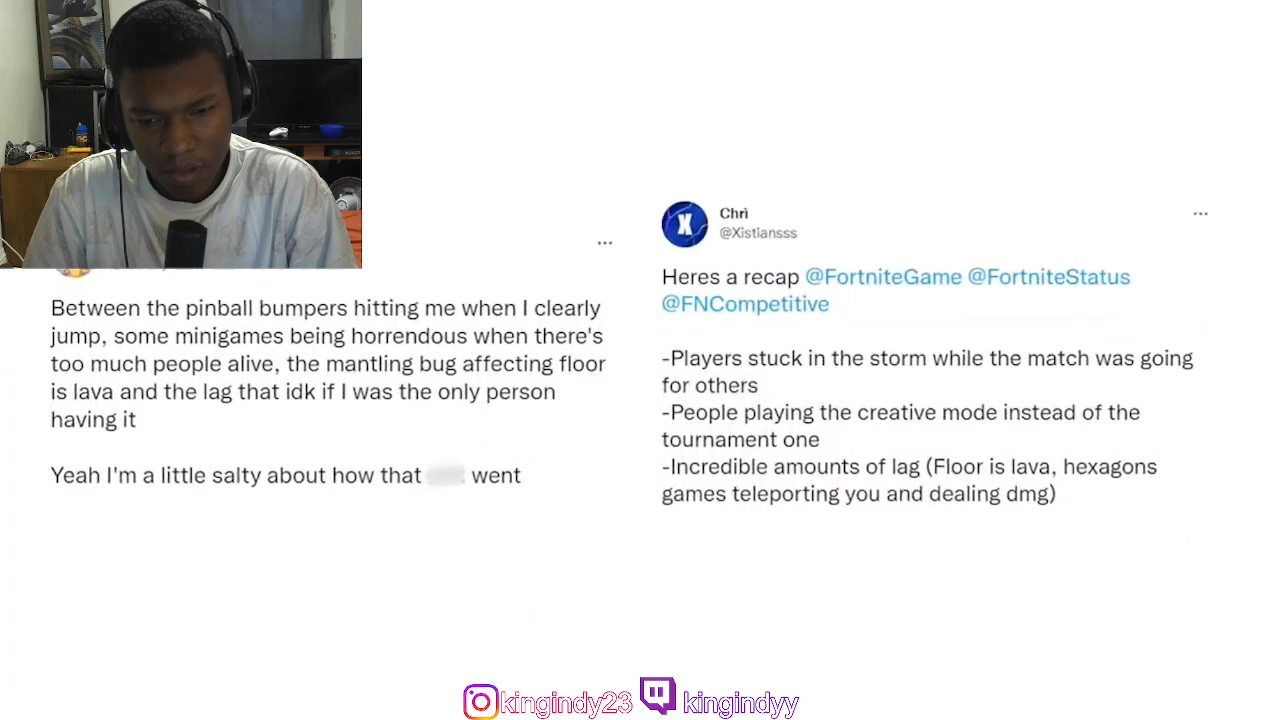 Between the pinball bumpers hitting me when I clearly
jump, some minigames being horrendous when there's
too much people alive, the mantling bug affecting floor
is lava and the lag that idk if I was the only person
having it
Yeah I'm a little salty about how that went
Chrì
@Xistiansss
Heres a recap @FortniteGame @FortniteStatus
@FNCompetitive
-Players stuck in the storm while the match was going
for others
-People playing the creative mode instead of the
tournament one
-Incredible amounts of lag (Floor is lava, hexagons
games teleporting you and dealing dmg)
kingindy23 kingindyy